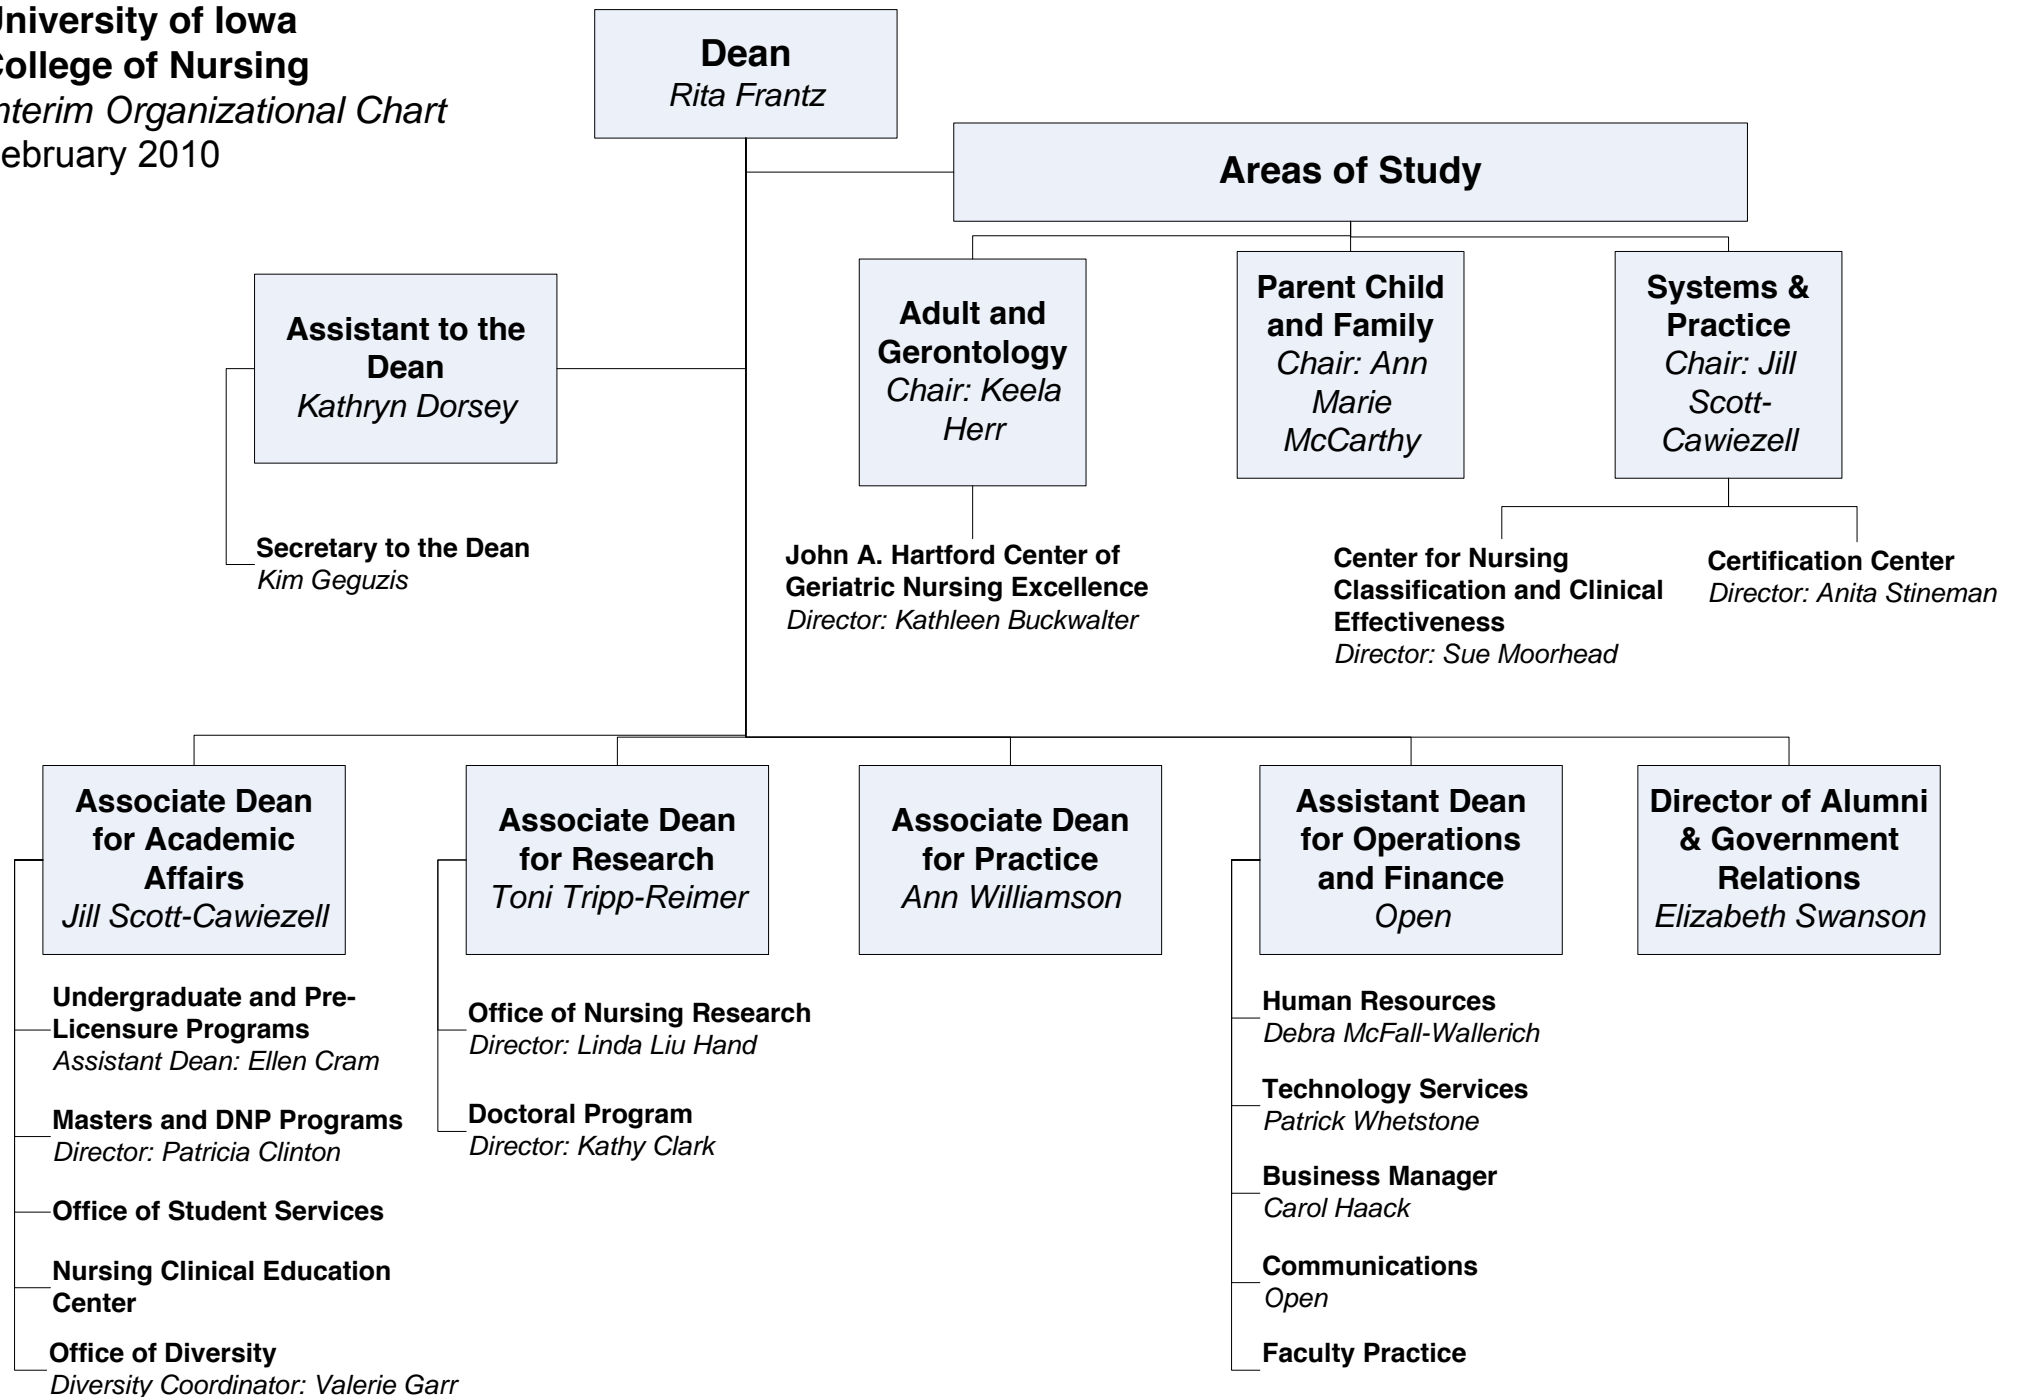 University of Iowa
College of Nursing
Interim Organizational Chart
February 2010
Dean
Rita Frantz
Areas of Study
Assistant to the
Dean
Kathryn Dorsey
Secretary to the Dean
Kim Geguzis
Adult and
Gerontology
Chair: Keela
Herr
John A. Hartford Center of
Geriatric Nursing Excellence
Director: Kathleen Buckwalter
Parent Child
and Family
Chair: Ann
Marie
McCarthy
Systems &
Practice
Chair: Jill
Scott-
Cawiezell
Center for Nursing
Classification and Clinical
Effectiveness
Director: Sue Moorhead
Certification Center
Director: Anita Stineman
Associate Dean
for Academic
Affairs
Jill Scott-Cawiezell
Undergraduate and Pre-
Licensure Programs
Assistant Dean: Ellen Cram
Masters and DNP Programs
Director: Patricia Clinton
Office of Student Services
Nursing Clinical Education
Center
Office of Diversity
Diversity Coordinator: Valerie Garr
Associate Dean
for Research
Toni Tripp-Reimer
Office of Nursing Research
Director: Linda Liu Hand
Doctoral Program
Director: Kathy Clark
Associate Dean
for Practice
Ann Williamson
Assistant Dean
for Operations
and Finance
Open
Human Resources
Debra McFall-Wallerich
Technology Services
Patrick Whetstone
Business Manager
Carol Haack
Communications
Open
Faculty Practice
Director of Alumni
& Government
Relations
Elizabeth Swanson